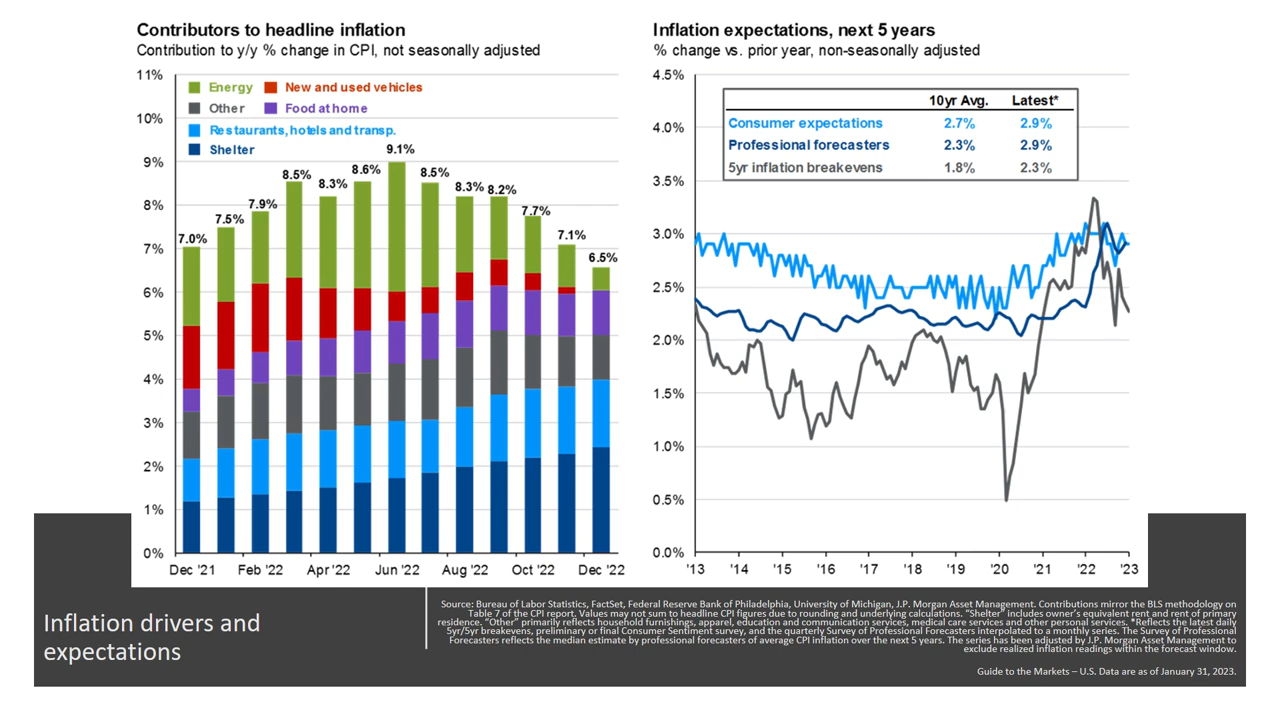 Contributors to headline inflation
Contribution to y/y % change in CPI, not seasonally adjusted
11%
10%
9%
8%
7%
6%
5%
4%
3%
2%
1%
0%
Energy
New and used vehicles
Other
Food at home
Restaurants, hotels and transp.
Shelter
7.0%
7.5%
7.9%
8.5%
8.3%
8.6%
9.1%
8.5%
8.3%
8.2%
7.7%
7.1%
6.5%
Dec '21
Feb '22
Apr '22
Jun '22
Aug '22
Oct '22
Dec '22
Inflation expectations, next 5 years
% change vs. prior year, non-seasonally adjusted
4.5%
4.0%
3.5%
3.0%
2.5%
2.0%
1.5%
1.0%
0.5%
0.0%
10yr Avg. Latest*
Consumer expectations 2.7% 2.9%
Professional forecasters 2.3% 2.9%
5yr inflation breakevens 1.8% 2.3%
'13
'14
'15
'16
'17
'18
'19
'20
'21
'22
'23
Inflation drivers and
expectations
Source: Bureau of Labor Statistics, FactSet, Federal Reserve Bank of Philadelphia, University of Michigan, J.P. Morgan Asset Management. Contributions mirror the BLS methodology on
Table 7 of the CPI report. Values may not sum to headline CPI figures due to rounding and underlying calculations. “Shelter” includes owner’s equivalent rent and rent of primary
residence. “Other” primarily reflects household furnishings, apparel, education and communication services, medical care services and other personal services. *Reflects the latest daily
5yr/5yr breakevens, preliminary or final Consumer Sentiment survey, and the quarterly Survey of Professional Forecasters interpolated to a monthly series. The Survey of Professional
Forecasters reflects the median estimate by professional forecasters of average CPI inflation over the next 5 years. The series has been adjusted by J.P. Morgan Asset Management to
exclude realized inflation readings within the forecast window.
Guide to the Markets – U.S. Data are as of January 31, 2023.